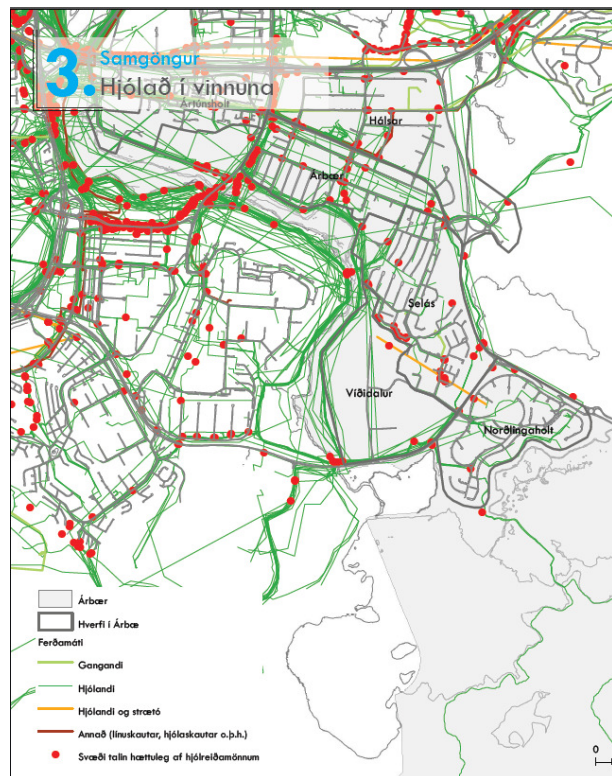 3.
Samgöngur
Hjólað í vinnuna
Ártúnsholt
Hálsar
Árbær
Selás
Víðidalur
Norðlingaholt
Árbær
Hverfi í Árbæ
Ferðamáti
Gangandi
Hjólandi
Hjólandi og strætó
Annað (línuskautar, hjólaskautar o.þ.h.)
Svæði talin hættuleg af hjólreiðamönnum
0